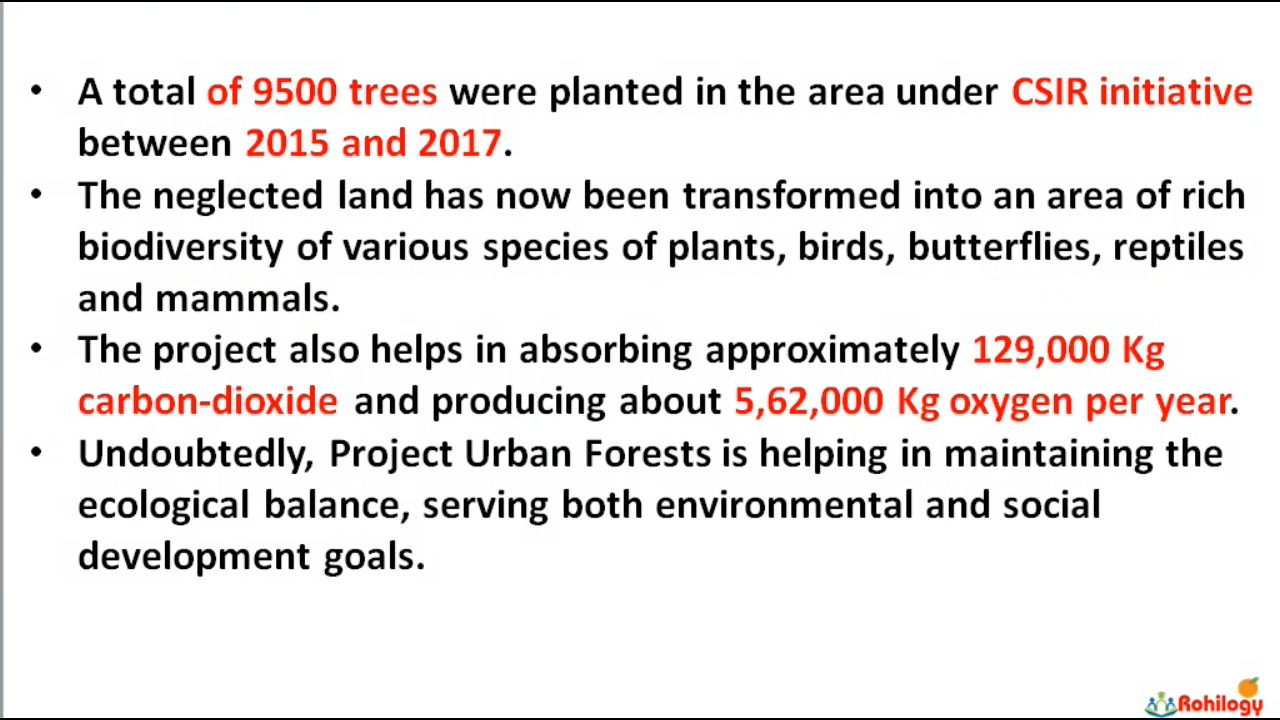 • A total of 9500 trees were planted in the area under CSIR initiative
between 2015 and 2017.
• The neglected land has now been transformed into an area of rich
biodiversity of various species of plants, birds, butterflies, reptiles
and mammals.
• The project also helps in absorbing approximately 129,000 Kg
carbon-dioxide and producing about 5,62,000 Kg oxygen per year.
• Undoubtedly, Project Urban Forests is helping in maintaining the
ecological balance, serving both environmental and social
development goals.
Rohilogy